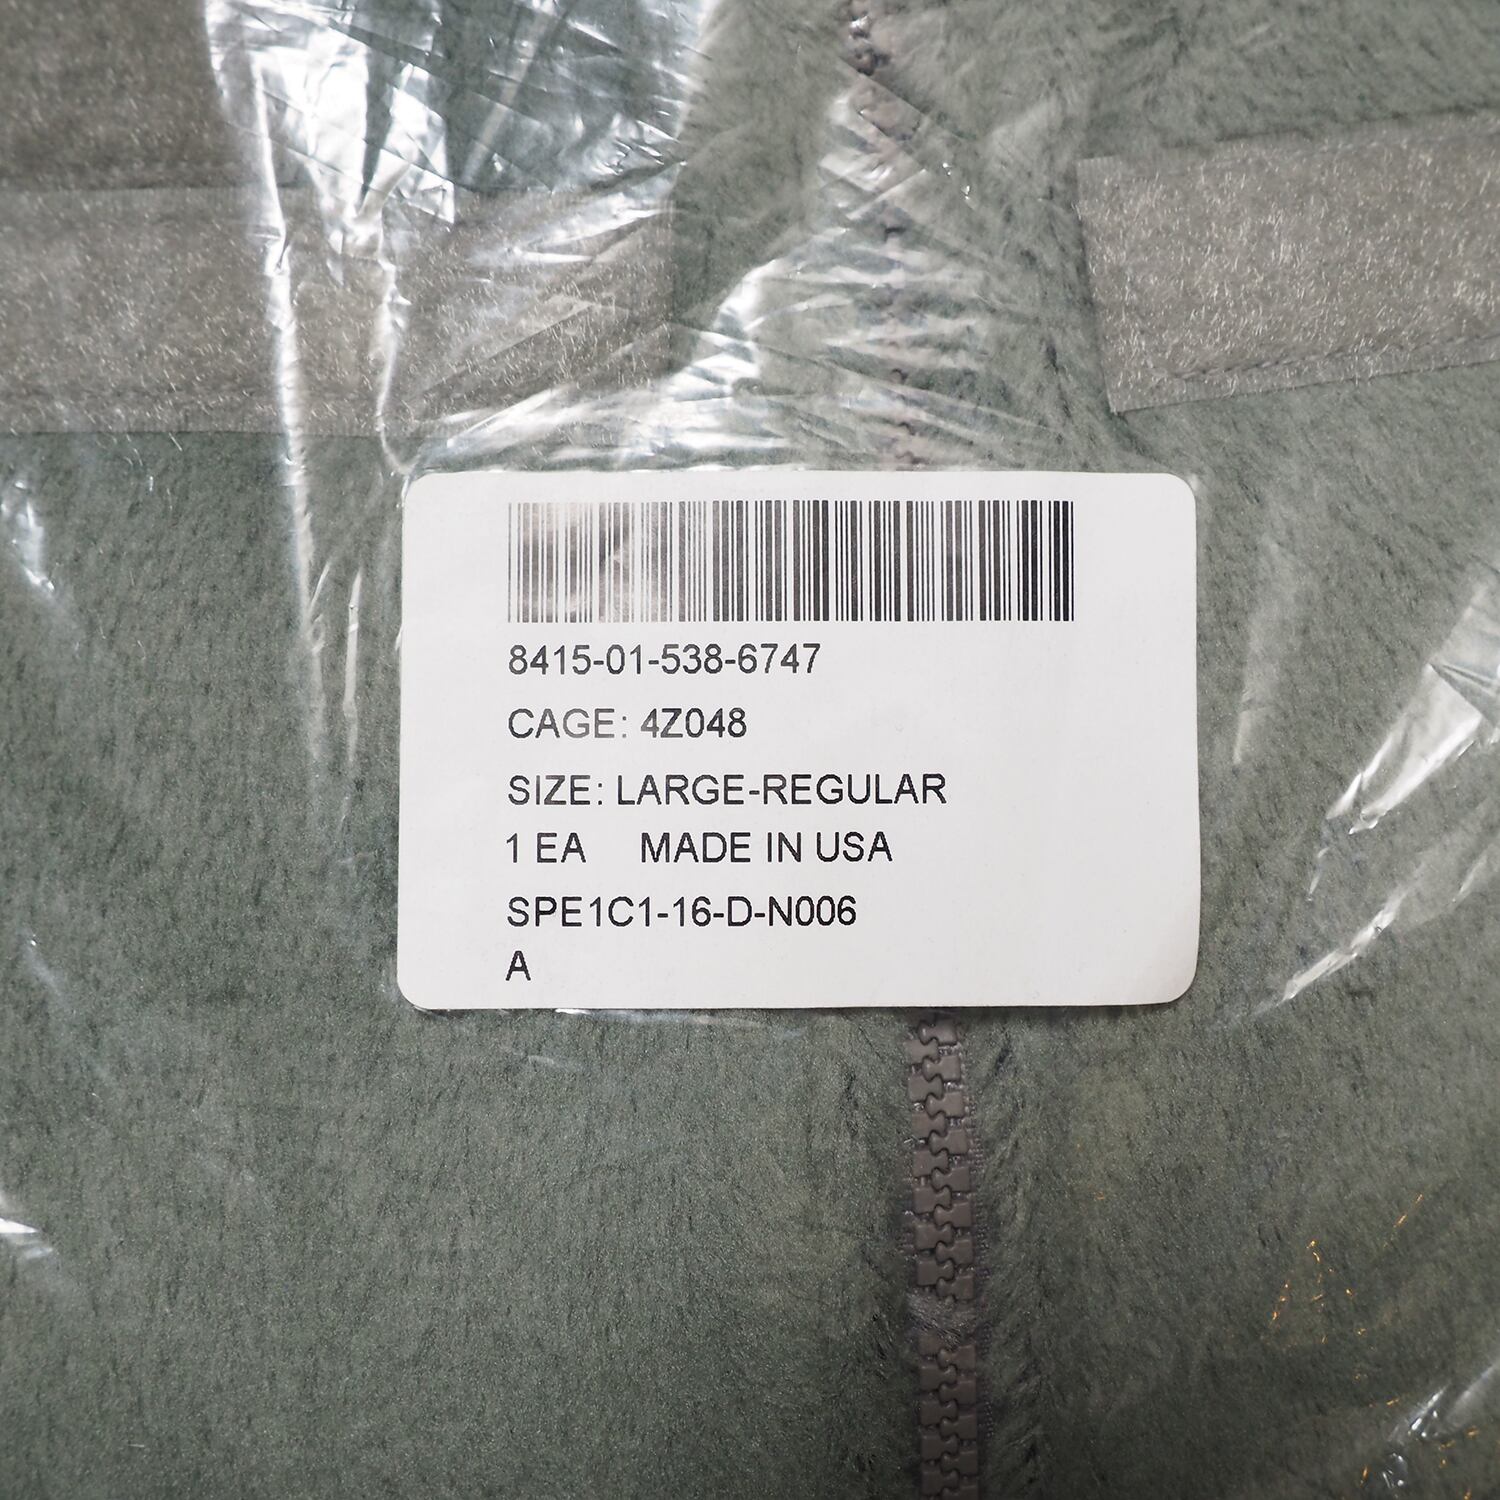 8415-01-538-6747
CAGE: 4Z048
SIZE: LARGE-REGULAR
1 EA MADE IN USA
SPE1C1-16-D-N006
A